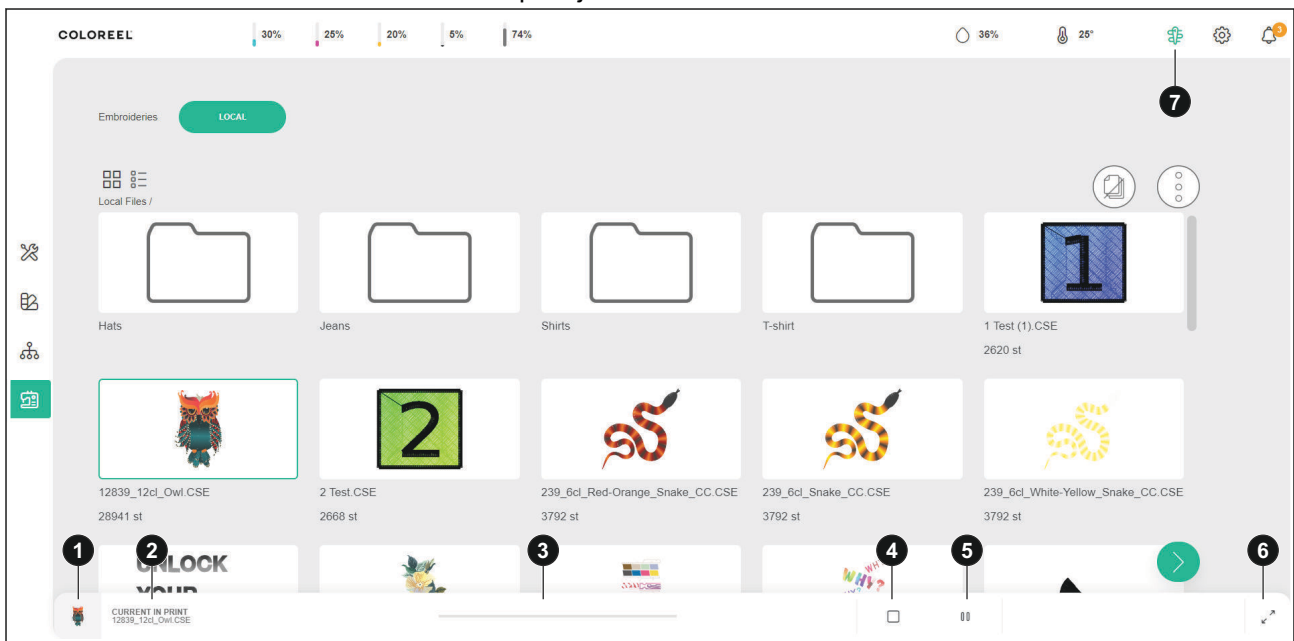 COLOREEL
30%
25%
20%
5%
74%
36%
25°
3
7
Embroideries
LOCAL
Local Files /
Hats
Jeans
Shirts
T-shirt
1
1 Test (1).CSE
2620 st
2
12839_12cl_Owl.CSE
2 Test.CSE
239_6cl_Red-Orange_Snake_CC.CSE
239_6cl_Snake_CC.CSE
239_6cl_White-Yellow_Snake_CC.CSE
28941 st
2668 st
3792 st
3792 st
3792 st
1
2
3
4
5
6
UNLOCK
YOUR
WHY?
CURRENT IN PRINT
12839_12cl_Owl.CSE